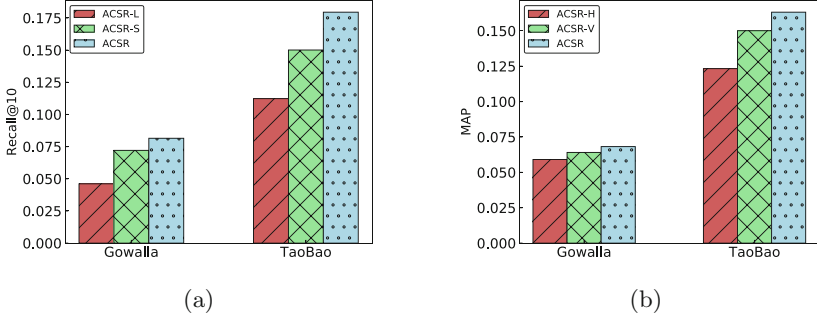 Recall@10
0.175
0.150
0.125
0.100
0.075
0.050
0.025
0.000
ACSR-L
ACSR-S
ACSR
Gowalla
TaoBao
(a)
MAP
0.150
0.125
0.100
0.075
0.050
0.025
0.000
ACSR-H
ACSR-V
ACSR
Gowalla
TaoBao
(b)